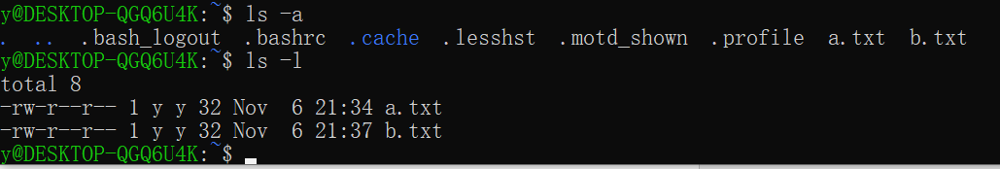 y@DESKTOP-QGQ6U4K:~$ ls -a
.  ..  .bash_logout  .bashrc  .cache  .lesshst  .motd_shown  .profile  a.txt  b.txt
y@DESKTOP-QGQ6U4K:~$ ls -l
total 8
-rw-r--r-- 1 y y 32 Nov  6 21:34 a.txt
-rw-r--r-- 1 y y 32 Nov  6 21:37 b.txt
y@DESKTOP-QGQ6U4K:~$